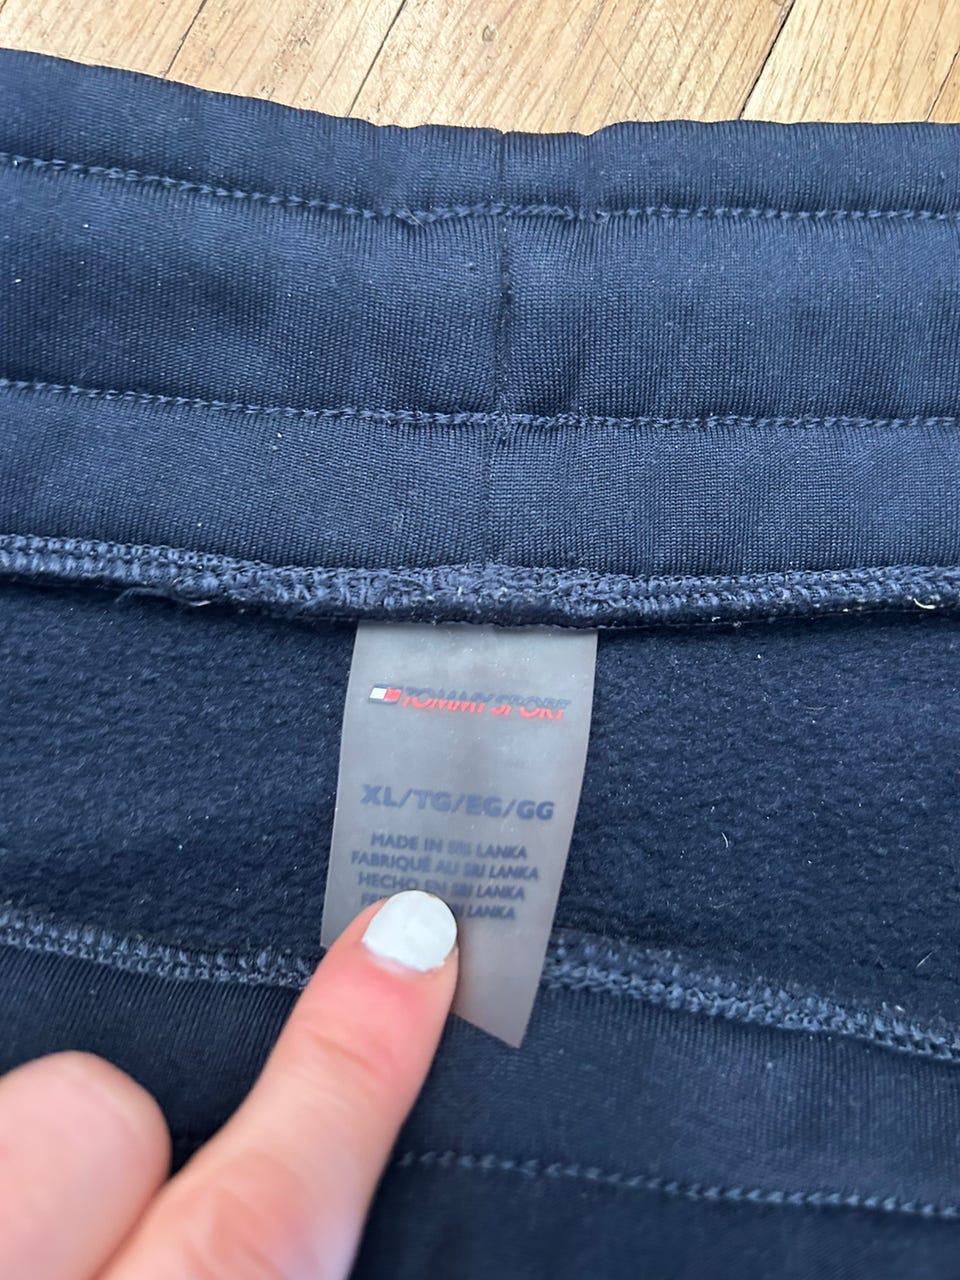 TOMMY SPORT
XL/TG/EG/GG
MADE IN SRI LANKA
FABRIQUÉ AU SRI LANKA
HECHO EN SRI LANKA
LANKA